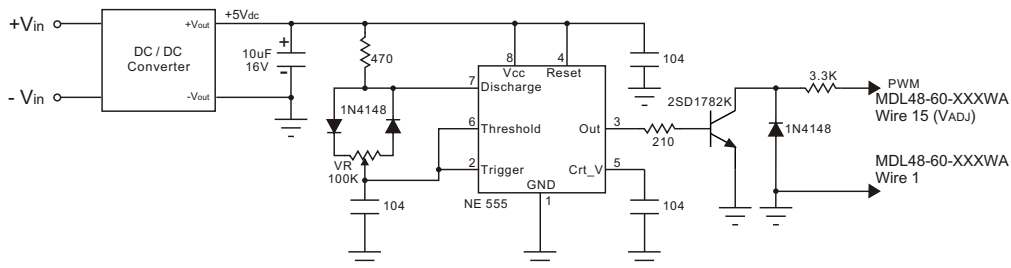 +Vin
- Vin
DC / DC
Converter
+Vout
-Vout
+5Vdc
10uF
16V
+
-
470
1N4148
VR
100K
104
7
Discharge
6
Threshold
2
Trigger
8
Vcc
4
Reset
Out
3
Crt_V
5
GND
1
NE 555
104
104
210
2SD1782K
1N4148
3.3K
PWM
MDL48-60-XXXWA
Wire 15 (VADJ)
MDL48-60-XXXWA
Wire 1